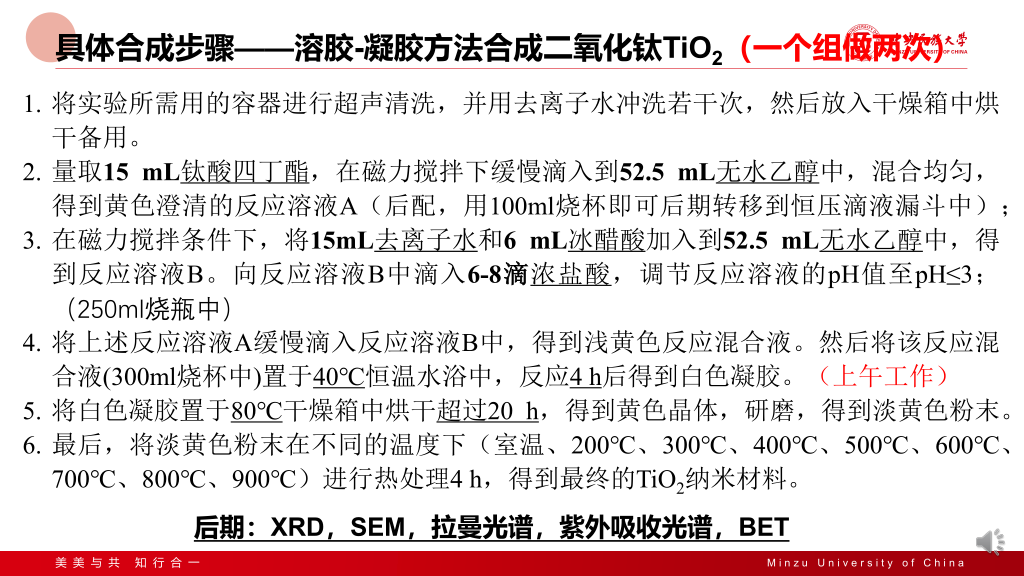 具体合成步骤——溶胶-凝胶方法合成二氧化钛TiO2（一个组做两次）
1. 将实验所需用的容器进行超声清洗，并用去离子水冲洗若干次，然后放入干燥箱中烘
干备用。
2. 量取15 mL钛酸四丁酯，在磁力搅拌下缓慢滴入到52.5 mL无水乙醇中，混合均匀，
得到黄色澄清的反应溶液A（后配，用100ml烧杯即可后期转移到恒压滴液漏斗中）；
3. 在磁力搅拌条件下，将15mL去离子水和6 mL冰醋酸加入到52.5 mL无水乙醇中，得
到反应溶液B。向反应溶液B中滴入6-8滴浓盐酸，调节反应溶液的pH值至pH≤3；
（250ml烧瓶中）
4. 将上述反应溶液A缓慢滴入反应溶液B中，得到浅黄色反应混合液。然后将该反应混
合液(300ml烧杯中)置于40℃恒温水浴中，反应4 h后得到白色凝胶。（上午工作）
5. 将白色凝胶置于80℃干燥箱中烘干超过20 h，得到黄色晶体，研磨，得到淡黄色粉末。
6. 最后，将淡黄色粉末在不同的温度下（室温、200℃、300℃、400℃、500℃、600℃、
700℃、800℃、900℃）进行热处理4 h，得到最终的TiO2纳米材料。
后期：XRD，SEM，拉曼光谱，紫外吸收光谱，BET
美美与共 知行合一
Minzu University of China